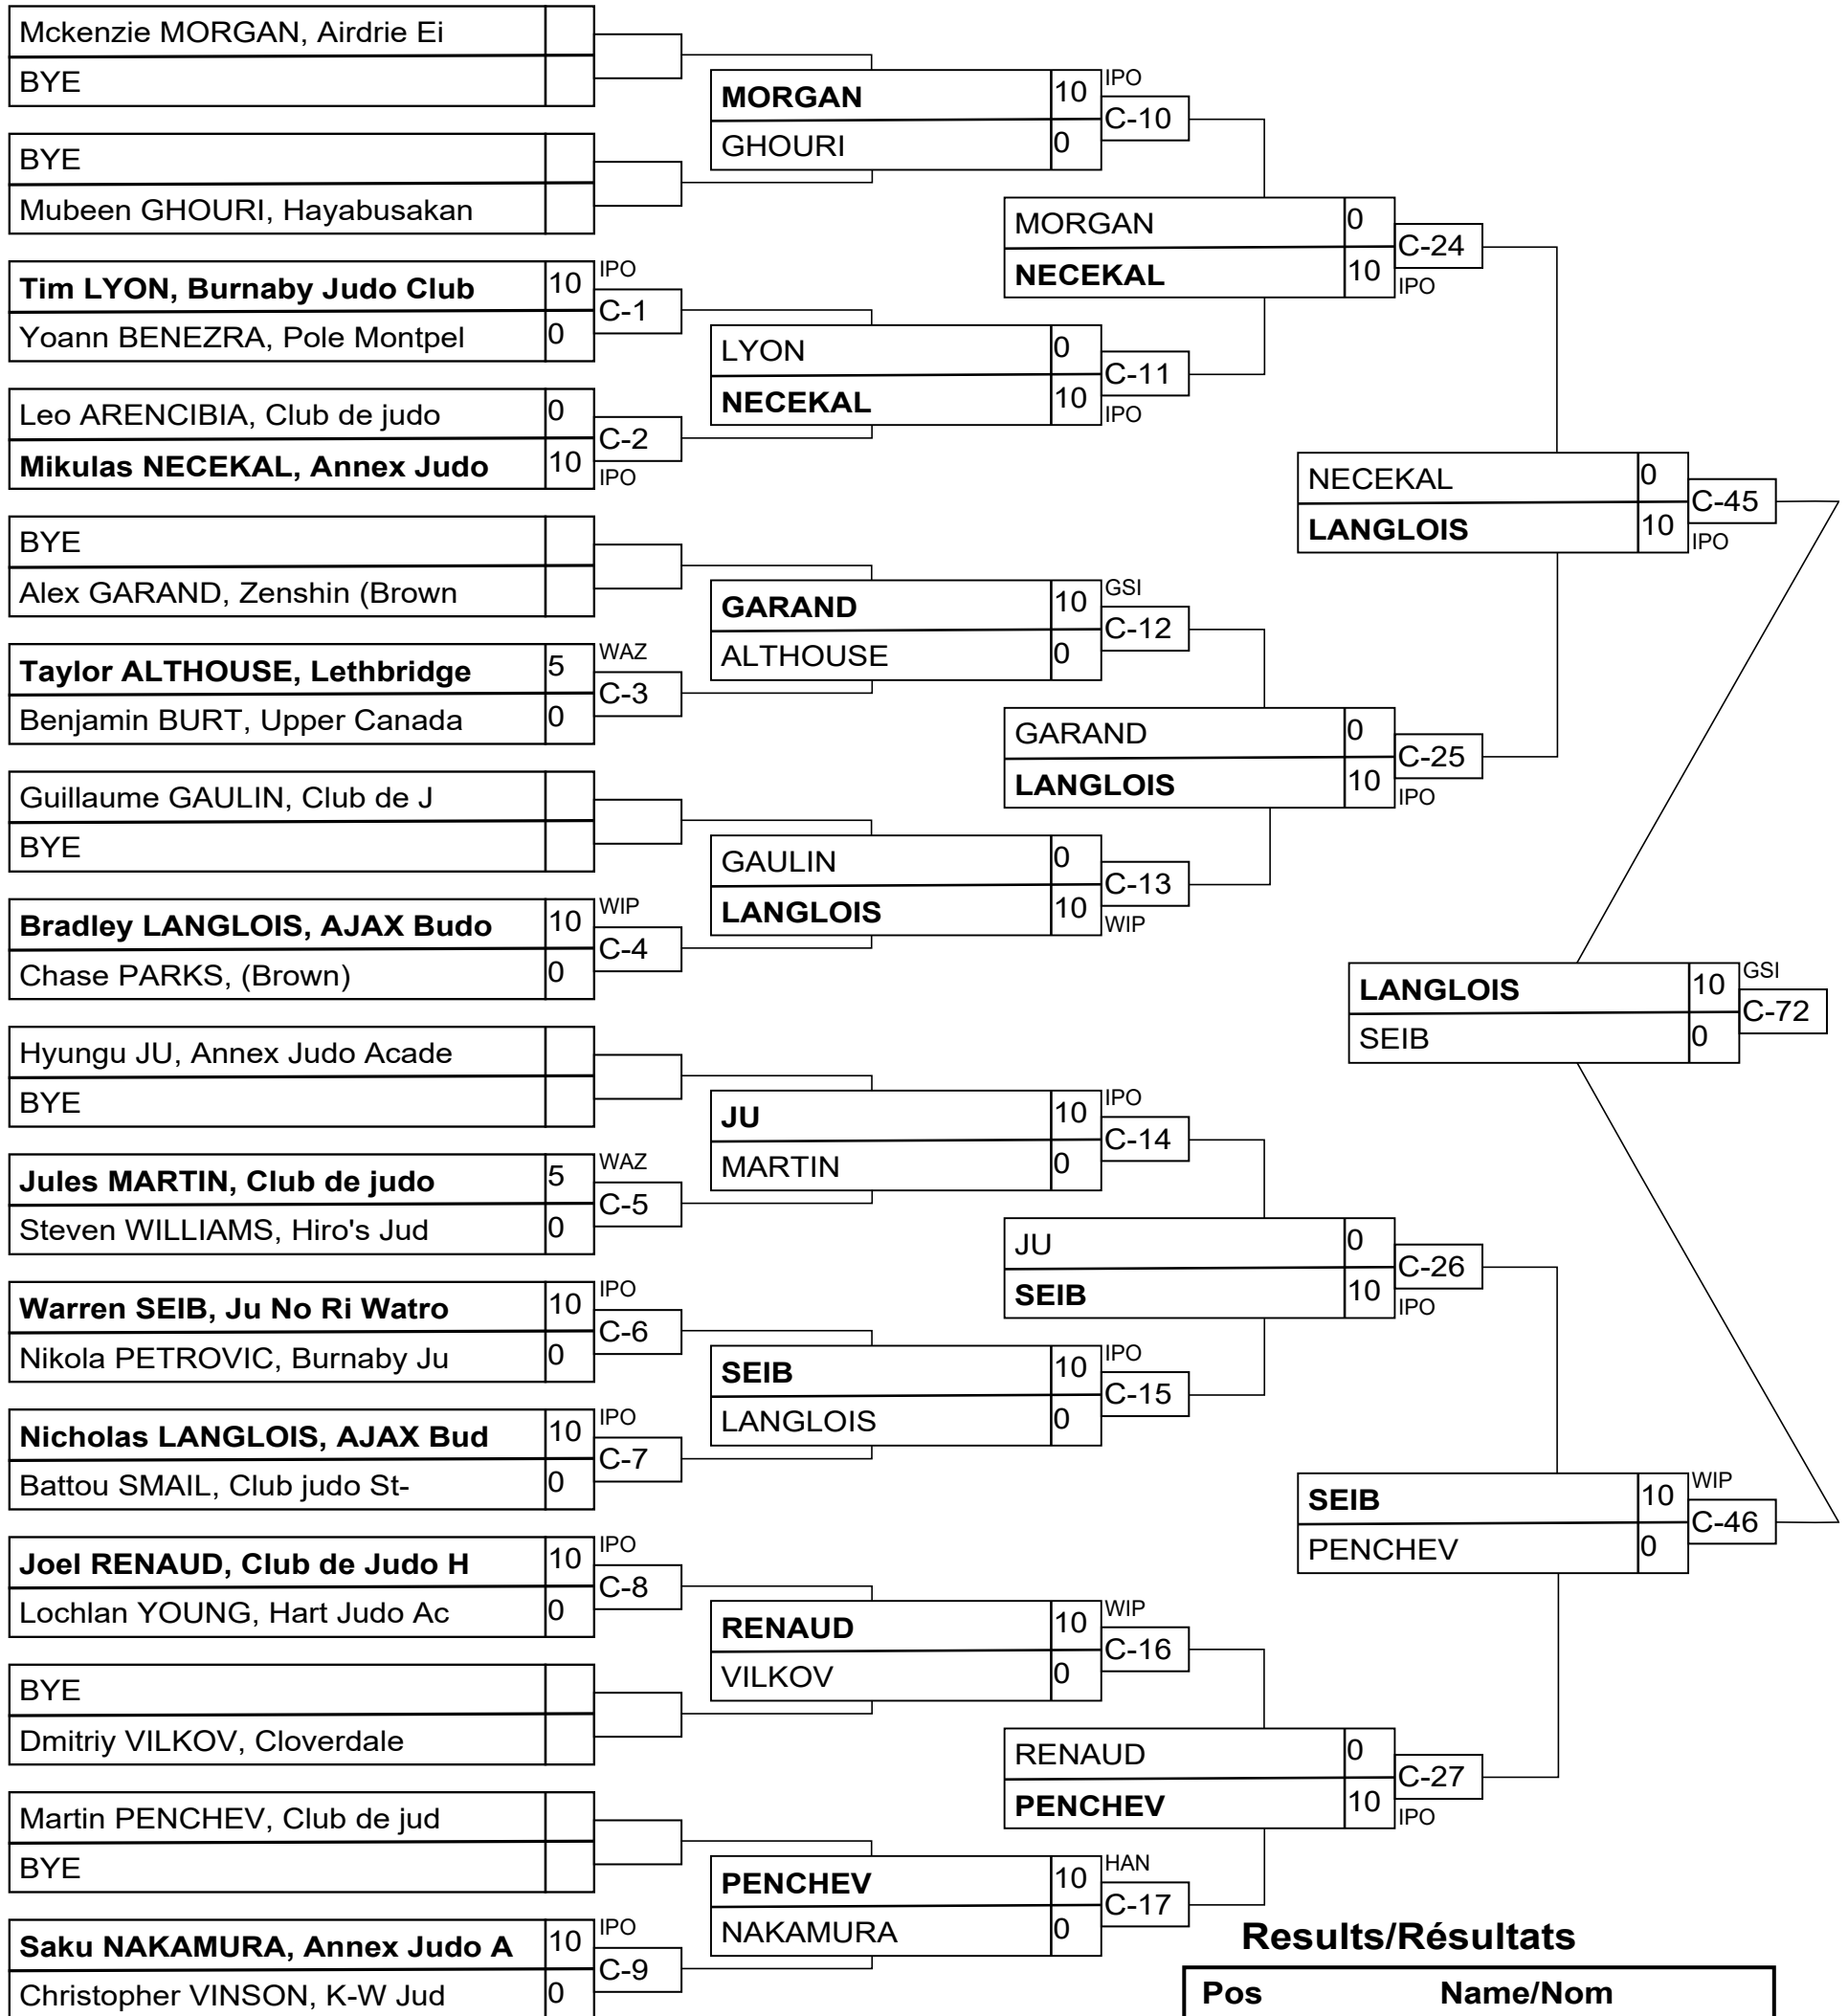 Mckenzie MORGAN, Airdrie Ei
BYE
BYE
Mubeen GHOURI, Hayabusakan
Tim LYON, Burnaby Judo Club 10 IPO
C-1
Yoann BENEZRA, Pole Montpel 0
Leo ARENCIBIA, Club de judo 0
C-2
Mikulas NECEKAL, Annex Judo 10 IPO
BYE
Alex GARAND, Zenshin (Brown
Taylor ALTHOUSE, Lethbridge 5 WAZ
C-3
Benjamin BURT, Upper Canada 0
Guillaume GAULIN, Club de J
BYE
Bradley LANGLOIS, AJAX Budo 10 WIP
C-4
Chase PARKS, (Brown) 0
Hyungu JU, Annex Judo Acade
BYE
Jules MARTIN, Club de judo 5 WAZ
C-5
Steven WILLIAMS, Hiro's Jud 0
Warren SEIB, Ju No Ri Watro 10 IPO
C-6
Nikola PETROVIC, Burnaby Ju 0
Nicholas LANGLOIS, AJAX Bud 10 IPO
C-7
Battou SMAIL, Club judo St- 0
Joel RENAUD, Club de Judo H 10 IPO
C-8
Lochlan YOUNG, Hart Judo Ac 0
BYE
Dmitriy VILKOV, Cloverdale
Martin PENCHEV, Club de jud
BYE
Saku NAKAMURA, Annex Judo A 10 IPO
C-9
Christopher VINSON, K-W Jud 0
MORGAN 10 IPO
C-10
GHOURI 0
LYON 0
C-11
NECEKAL 10 IPO
GARAND 10 GSI
C-12
ALTHOUSE 0
GAULIN 0
C-13
LANGLOIS 10 WIP
JU 10 IPO
C-14
MARTIN 0
SEIB 10 IPO
C-15
LANGLOIS 0
RENAUD 10 WIP
C-16
VILKOV 0
PENCHEV 10 HAN
C-17
NAKAMURA 0
MORGAN 0
C-24
NECEKAL 10 IPO
GARAND 0
C-25
LANGLOIS 10 IPO
JU 0
C-26
SEIB 10 IPO
RENAUD 0
C-27
PENCHEV 10 IPO
NECEKAL 0
C-45
LANGLOIS 10 IPO
SEIB 10 WIP
C-46
PENCHEV 0
LANGLOIS 10 GSI
C-72
SEIB 0
Results/Résultats
Pos Name/Nom